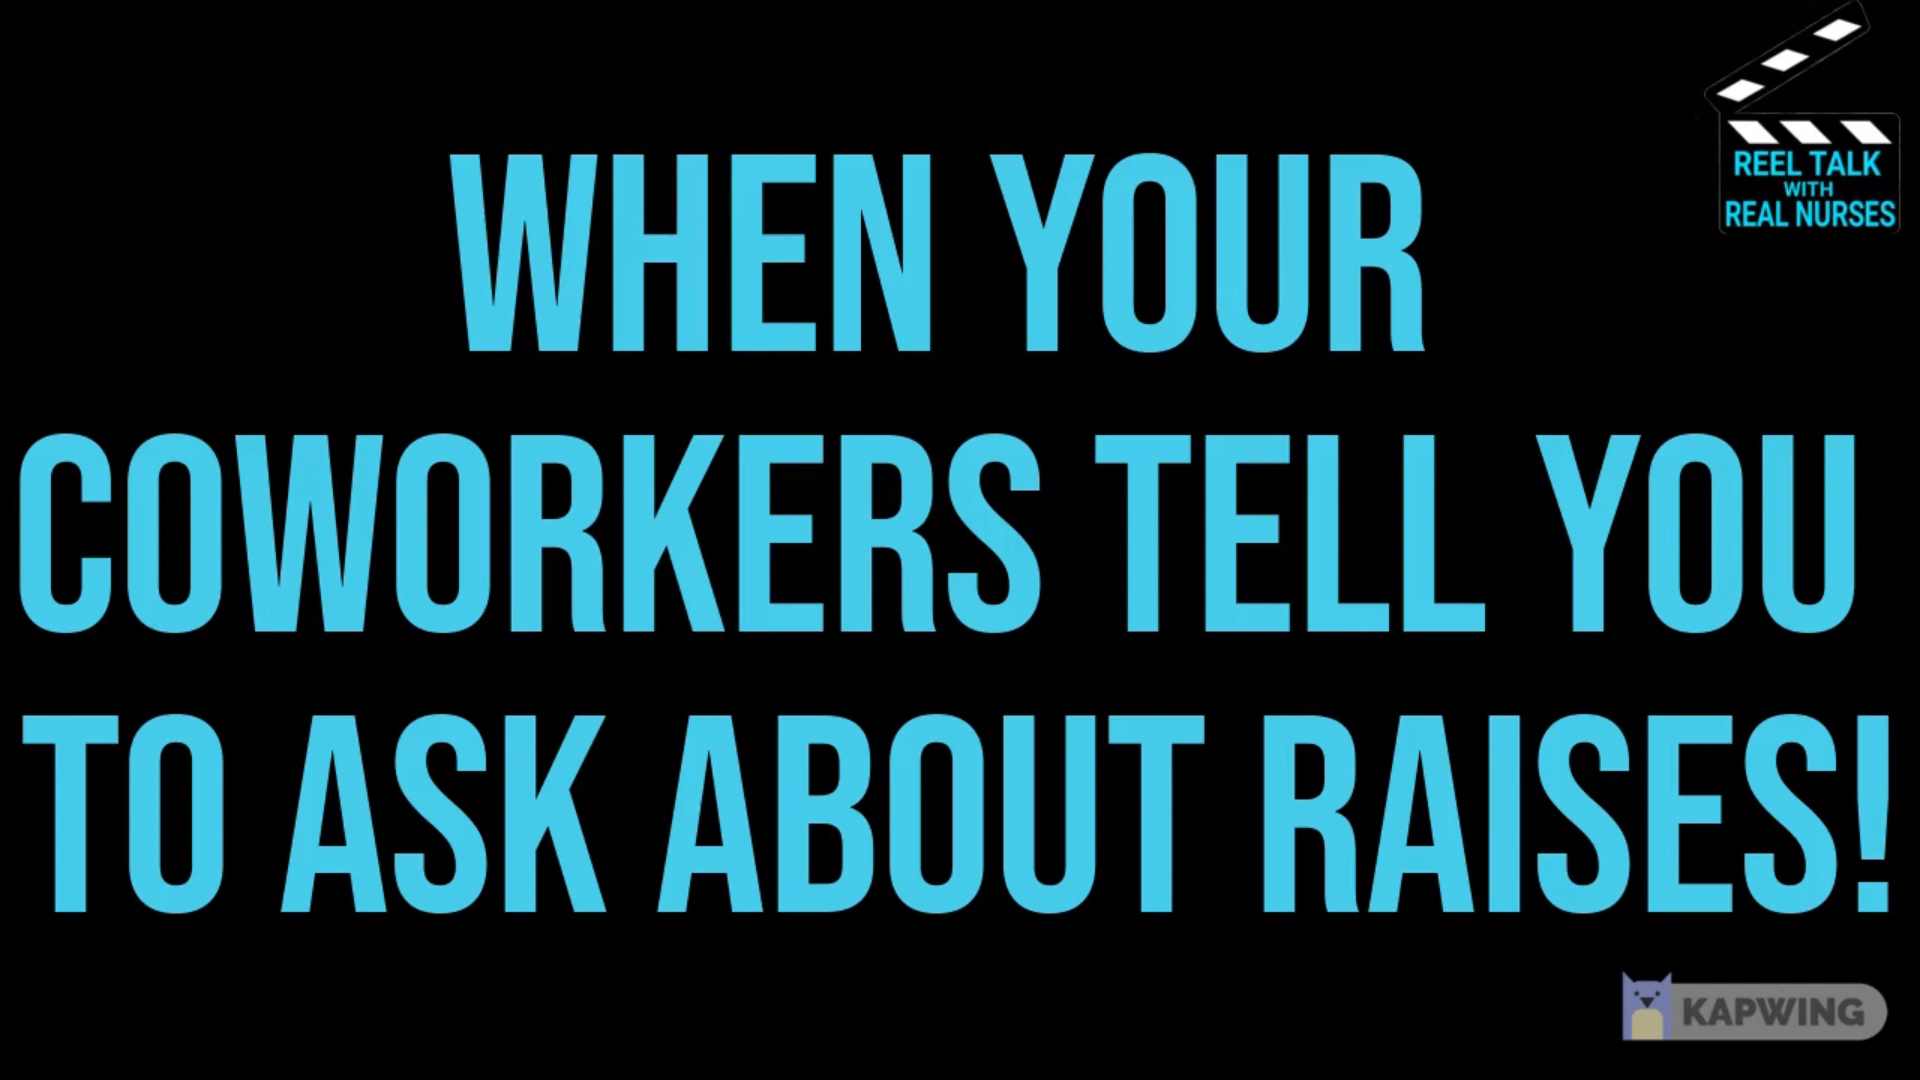 REEL TALK
WITH
REAL NURSES
WHEN YOUR
COWORKERS TELL YOU
TO ASK ABOUT RAISES!
KAPWING